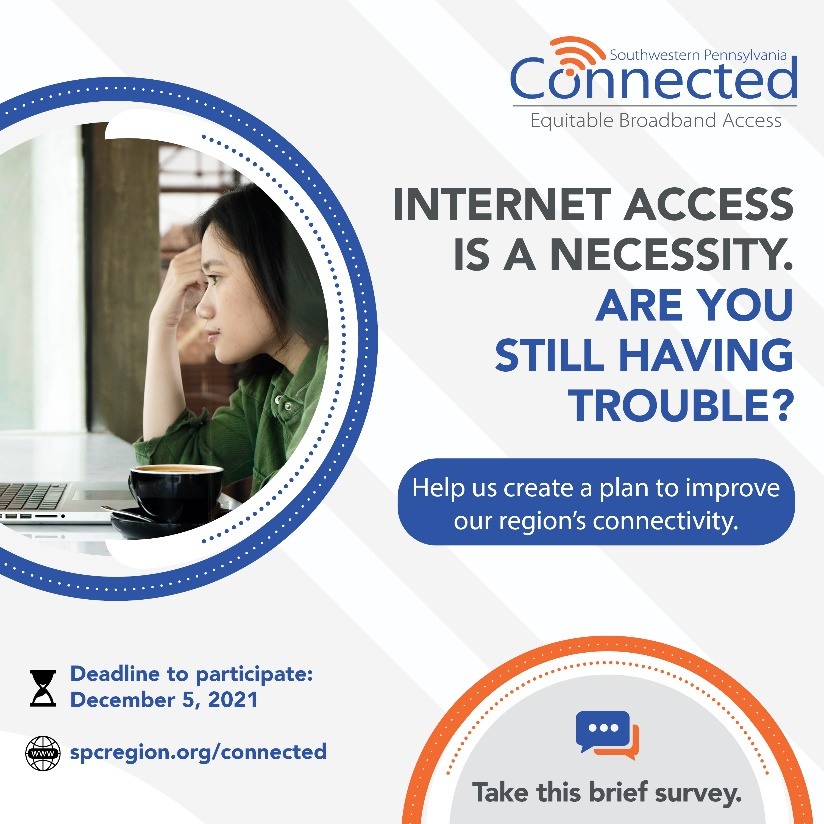 Southwestern Pennsylvania
Connected
Equitable Broadband Access
INTERNET ACCESS
IS A NECESSITY.
ARE YOU
STILL HAVING
TROUBLE?
Help us create a plan to improve
our region's connectivity.
Deadline to participate:
December 5, 2021
www
spcregion.org/connected
Take this brief survey.